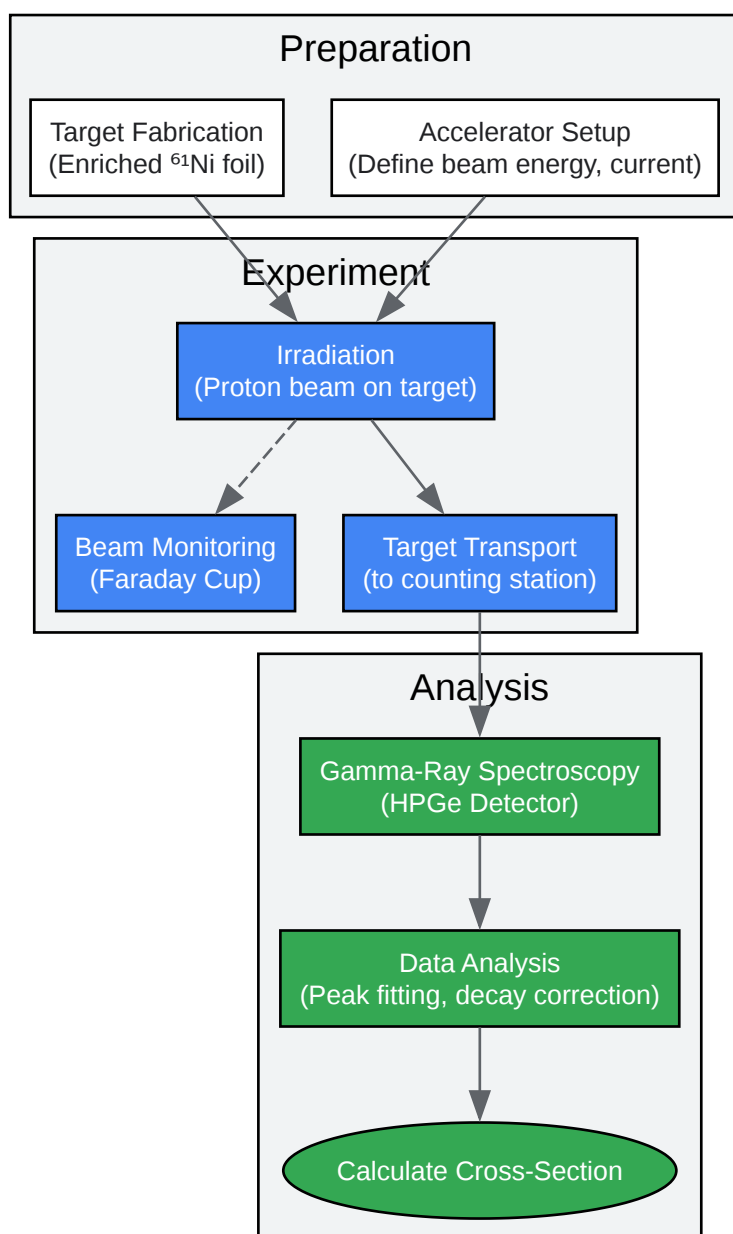 Preparation
Target Fabrication
(Enriched ⁶¹Ni foil)
Accelerator Setup
(Define beam energy, current)
Experiment
Irradiation
(Proton beam on target)
Beam Monitoring
(Faraday Cup)
Target Transport
(to counting station)
Analysis
Gamma-Ray Spectroscopy
(HPGe Detector)
Data Analysis
(Peak fitting, decay correction)
Calculate Cross-Section